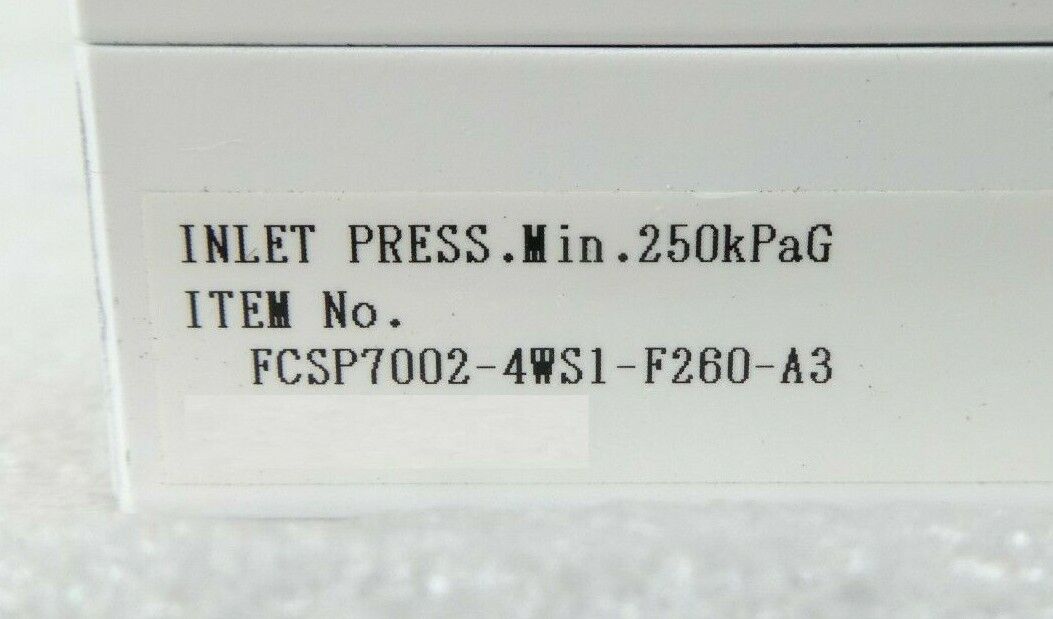 INLET PRESS.Min.250kPaG
ITEM No.
FCSP7002-4WS1-F260-A3